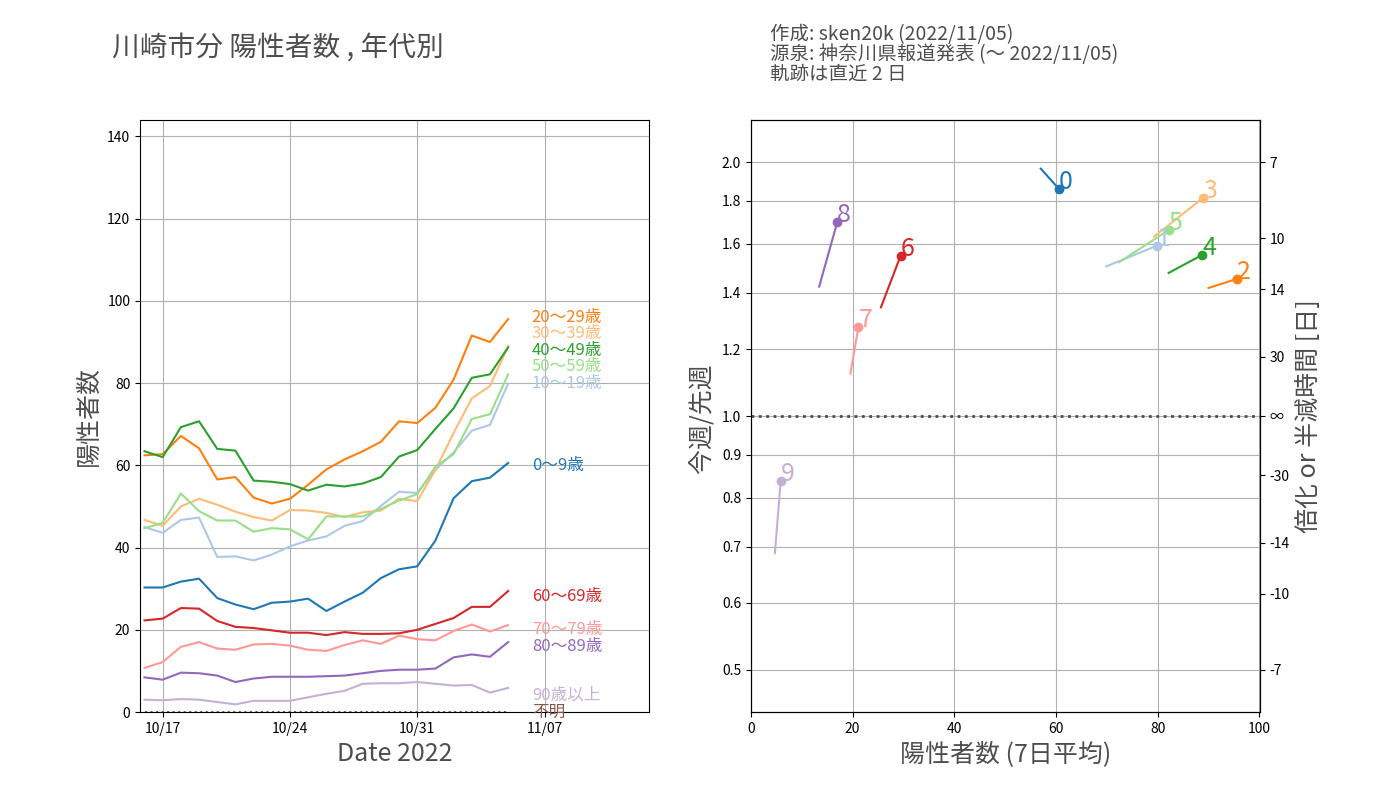 川崎市分 陽性者数 , 年代別
作成: sken20k (2022/11/05)
源泉: 神奈川県報道発表 (～ 2022/11/05)
軌跡は直近 2 日
陽性者数
140
120
100
80
60
40
20
0
10/17
10/24
10/31
11/07
Date 2022
20～29歳
30～39歳
40～49歳
50～59歳
10～19歳
0～9歳
60～69歳
70～79歳
80～89歳
90歳以上
不明
今週/先週
2.0
1.8
1.6
1.4
1.2
1.0
0.9
0.8
0.7
0.6
0.5
0
20
40
60
80
100
陽性者数 (7日平均)
0
3
8
5
1
6
4
2
7
9
7
10
14
30
∞
-30
-14
-10
-7
倍化 or 半減時間 [日]